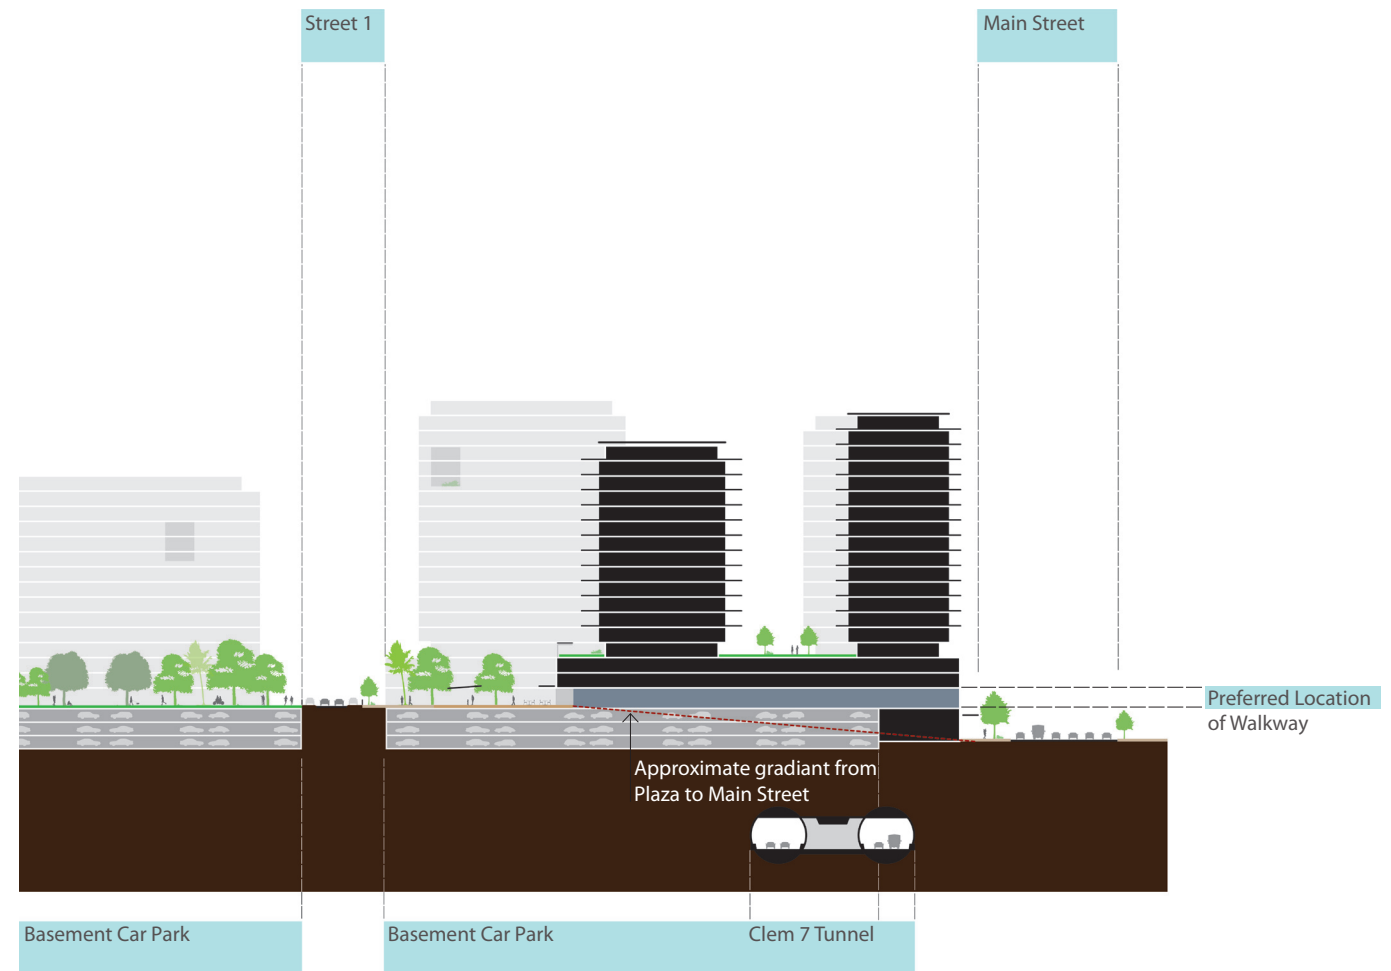 Street 1
Main Street
Preferred Location
of Walkway
Approximate gradiant from
Plaza to Main Street
Basement Car Park
Basement Car Park
Clem 7 Tunnel